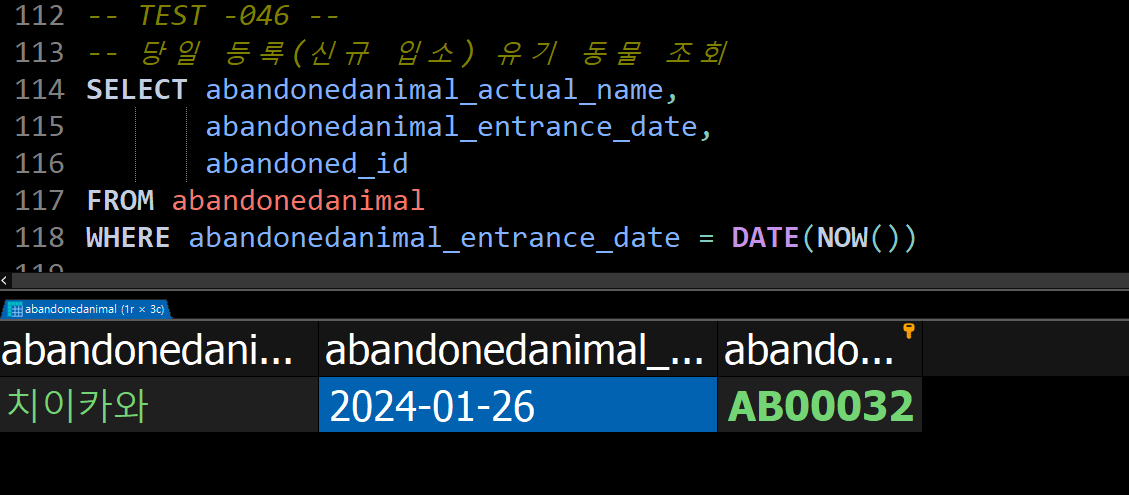 112 -- TEST -046 --
113 -- 당일 등록(신규 입소) 유기 동물 조회
114 SELECT abandonedanimal_actual_name,
115 abandonedanimal_entrance_date,
116 abandoned_id
117 FROM abandonedanimal
118 WHERE abandonedanimal_entrance_date = DATE(NOW())
119
abandonedanimal (1r × 3c)
abandonedani... abandonedanimal_... abando...
치이카와 2024-01-26 AB00032